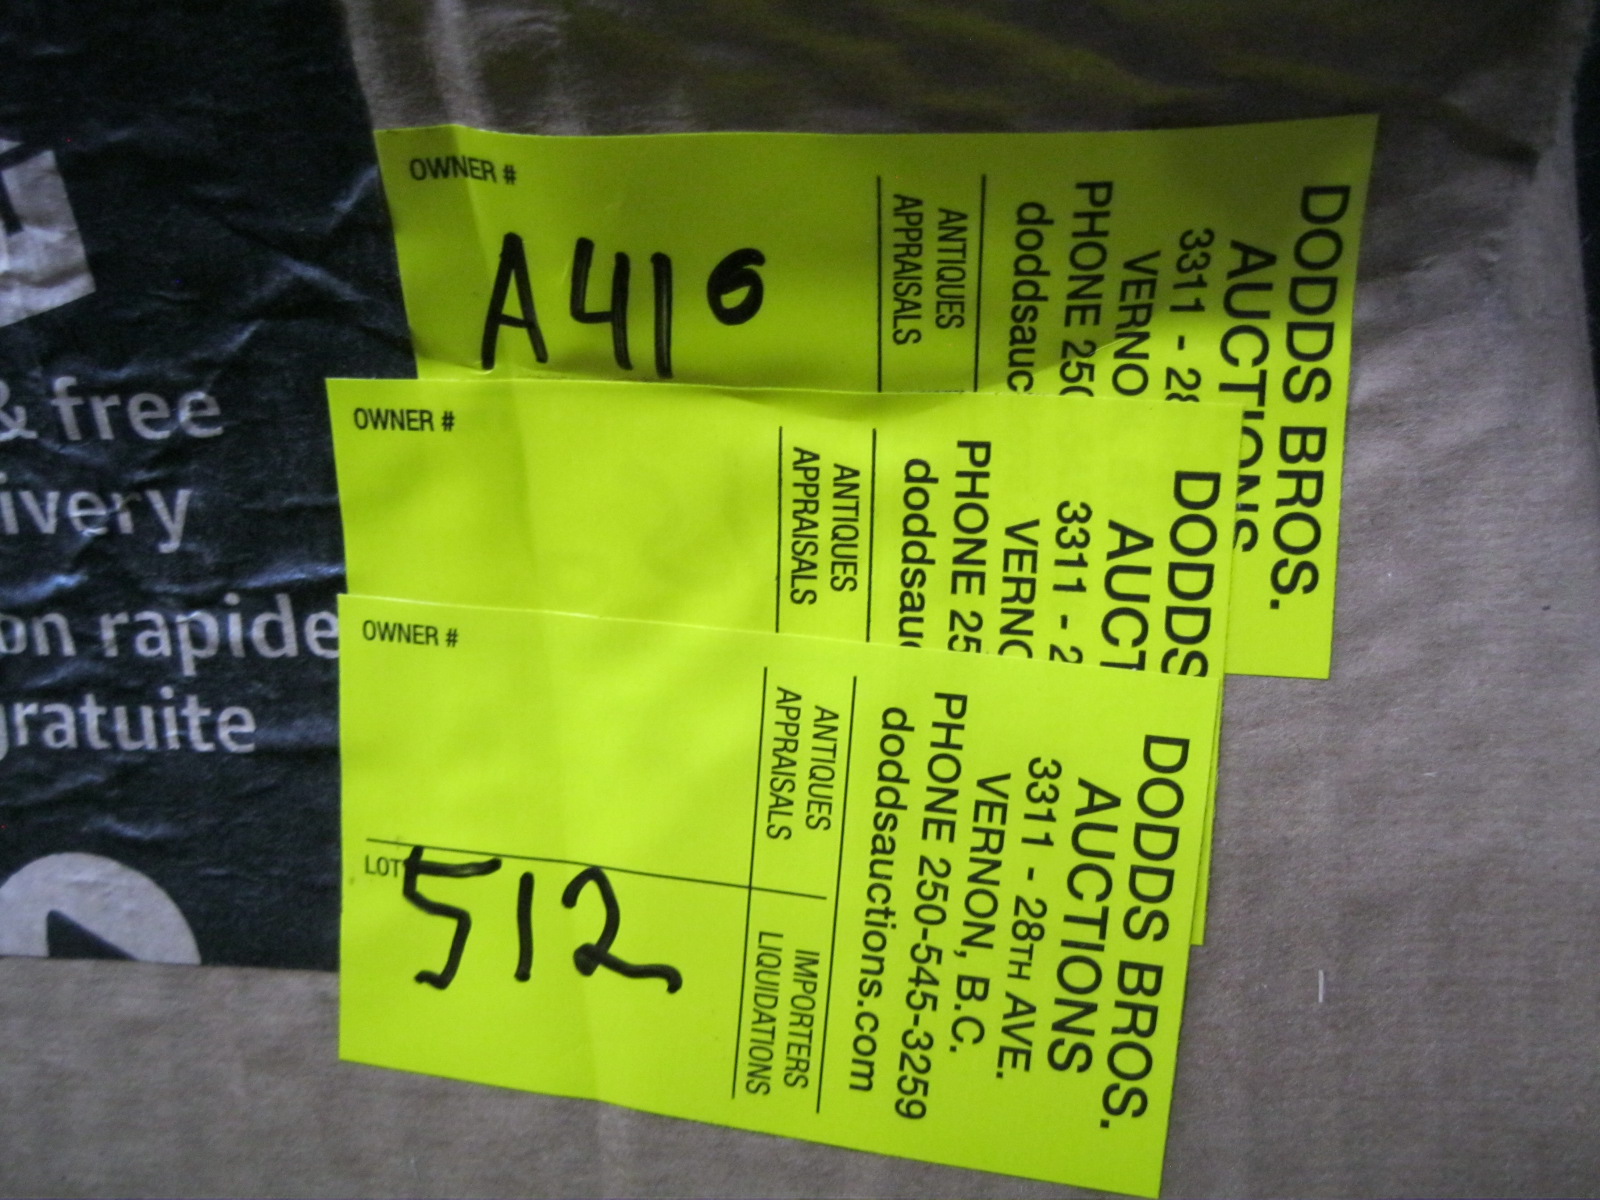 & free
ivery
on rapide
gratuite
DODDS BROS.
AUCTIONS
3311 - 28
VERNO
PHONE 250
doddsauc
ANTIQUES
APPRAISALS
OWNER #
A416
DODDS
AUCT
3311 - 2
VERNO
PHONE 25
doddsau
ANTIQUES
APPRAISALS
OWNER #
DODDS BROS.
AUCTIONS
3311 - 28TH AVE.
VERNON, B.C.
PHONE 250-545-3259
doddsauctions.com
ANTIQUES IMPORTERS
APPRAISALS LIQUIDATIONS
OWNER #
LOT
512